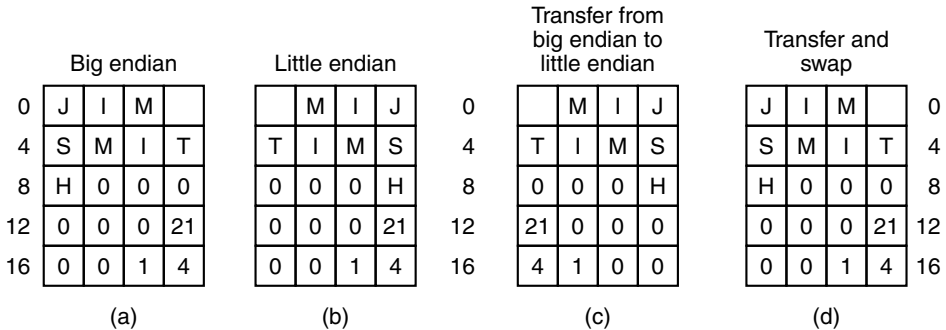 Big endian
0 J I M
4 S M I T
8 H 0 0 0
12 0 0 0 21
16 0 0 1 4
(a)
Little endian
M I J
T I M S
0 0 0 H
0 0 0 21
0 0 1 4
(b)
Transfer from
big endian to
little endian
0 M I J
4 T I M S
8 0 0 0 H
12 21 0 0 0
16 4 1 0 0
(c)
Transfer and
swap
J I M 0
S M I T 4
H 0 0 0 8
0 0 0 21 12
0 0 1 4 16
(d)